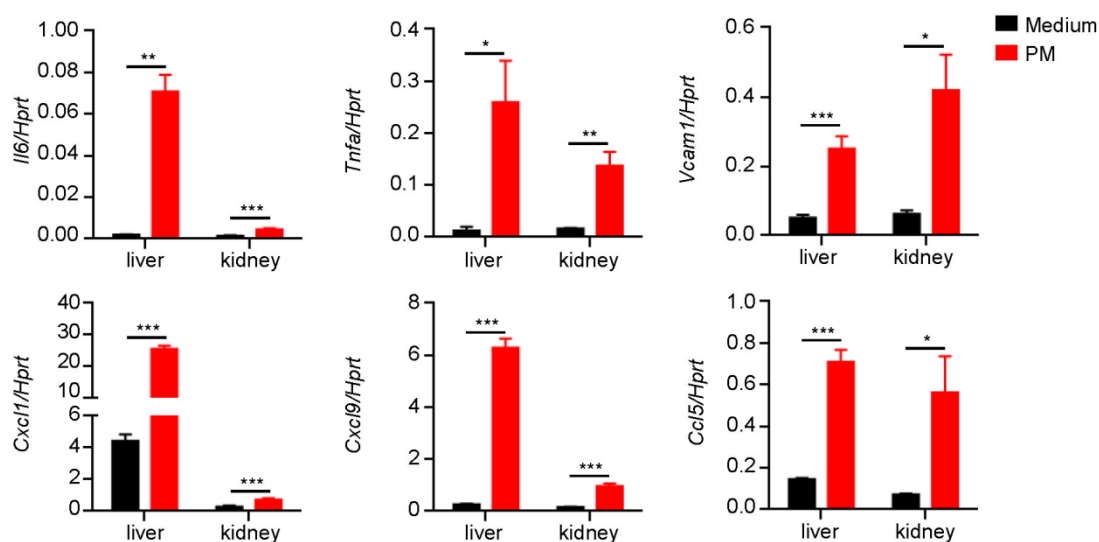 Medium
PM
Il6/Hprt
1.00
0.08
0.06
0.04
0.02
0.00
**
***
liver
kidney
Tnfa/Hprt
0.4
0.3
0.2
0.1
0.0
*
**
liver
kidney
Vcam1/Hprt
0.6
0.4
0.2
0.0
***
*
liver
kidney
Cxcl1/Hprt
40
30
20
10
6
4
2
0
***
***
liver
kidney
Cxcl9/Hprt
8
6
4
2
0
***
***
liver
kidney
Ccl5/Hprt
1.0
0.8
0.6
0.4
0.2
0.0
***
*
liver
kidney